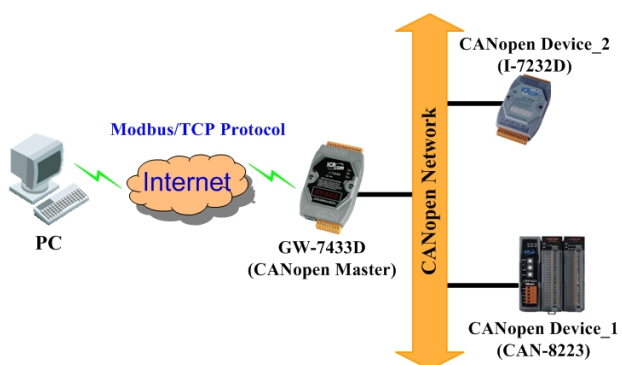 CANopen Device_2
(I-7232D)
Modbus/TCP Protocol
Internet
CANopen Network
PC
GW-7433D
(CANopen Master)
CANopen Device_1
(CAN-8223)